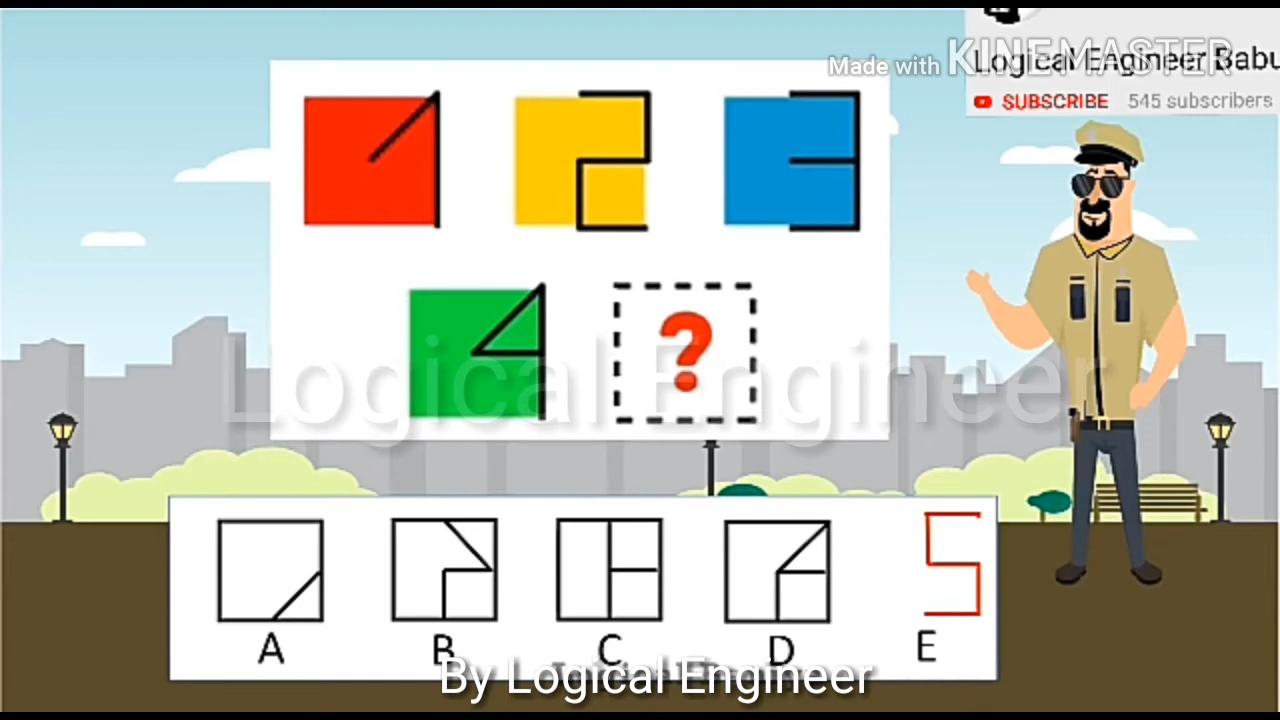 Made with KINEMASTER
Logical Engineer Babu
SUBSCRIBE 545 subscribers
?
Logical Engineer
A B C D E
By Logical Engineer